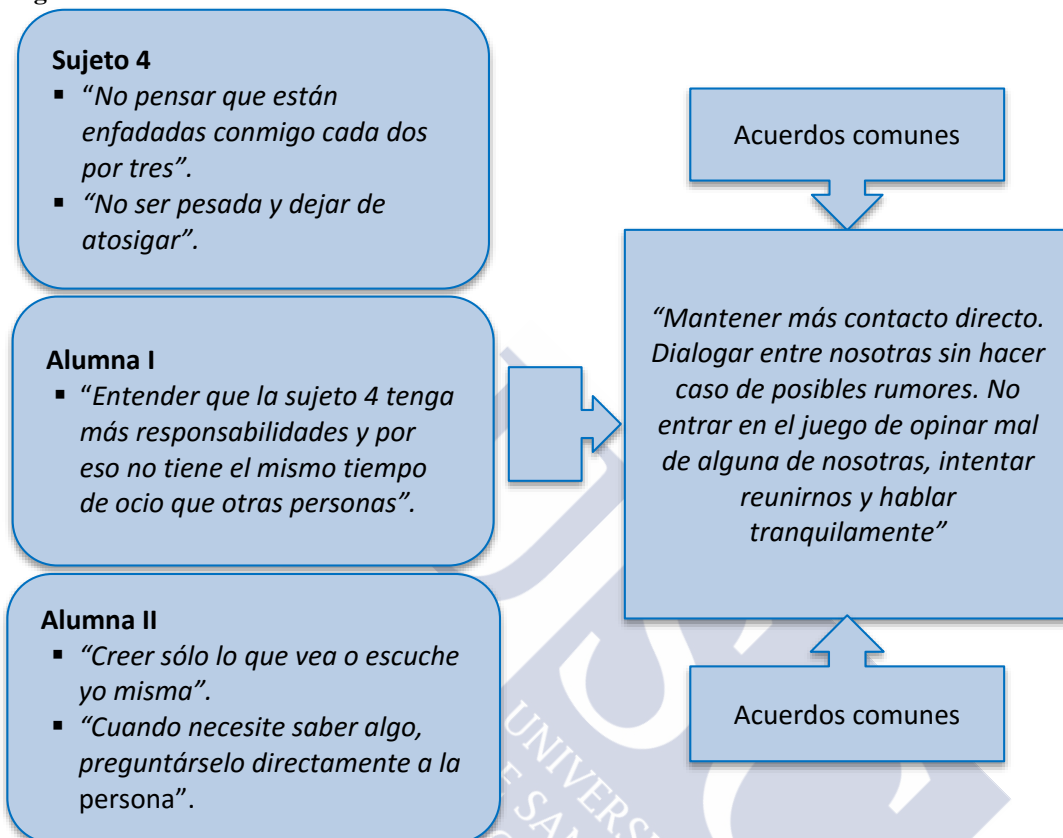 Sujeto 4
▪ “No pensar que están
enfadadas conmigo cada dos
por tres”.
▪ “No ser pesada y dejar de
atosigar”.
Alumna I
▪ “Entender que la sujeto 4 tenga
más responsabilidades y por
eso no tiene el mismo tiempo
de ocio que otras personas”.
Alumna II
▪ “Creer sólo lo que vea o escuche
yo misma”.
▪ “Cuando necesite saber algo,
preguntárselo directamente a la
persona”.
Acuerdos comunes
“Mantener más contacto directo.
Dialogar entre nosotras sin hacer
caso de posibles rumores. No
entrar en el juego de opinar mal
de alguna de nosotras, intentar
reunirnos y hablar
tranquilamente”
Acuerdos comunes